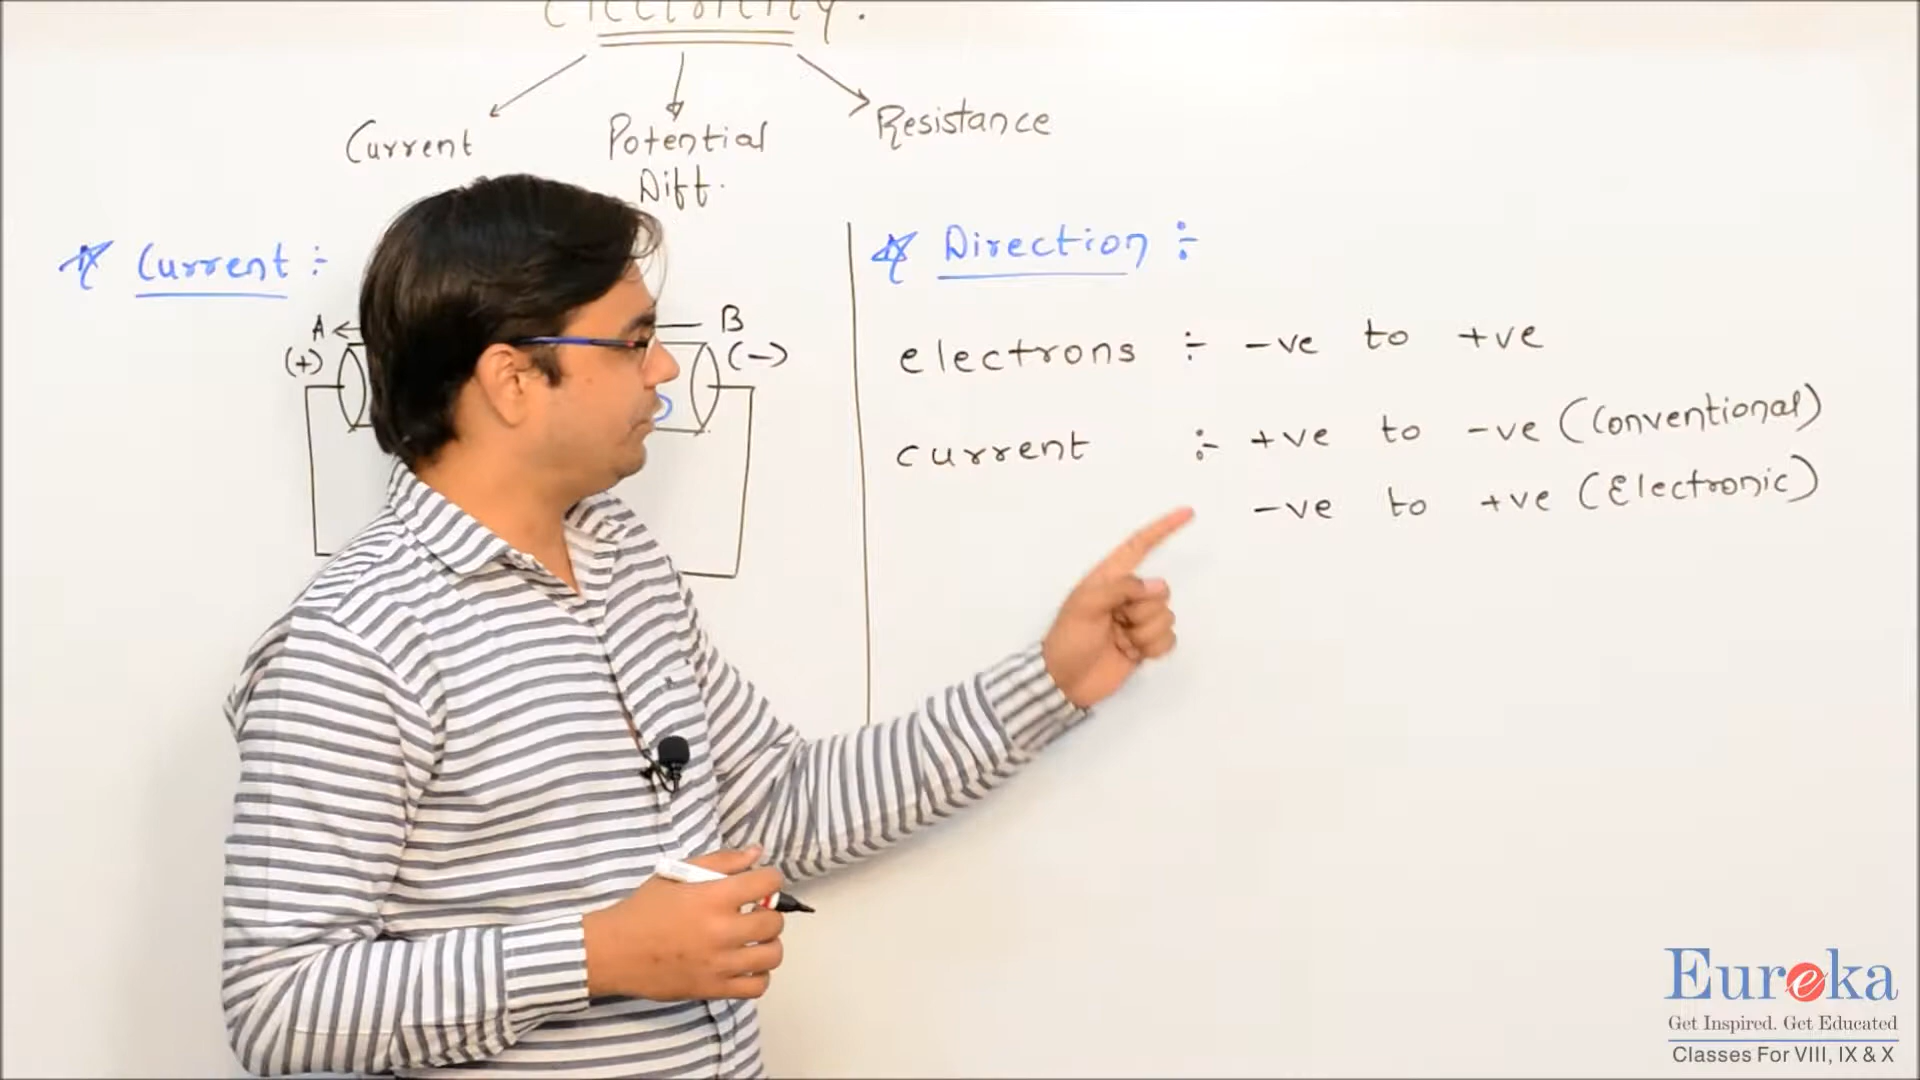 Electricity.
Current
Potential
Diff.
Resistance
Current :-
A
B
(+)
(-)
Direction :-
electrons :- -ve to +ve
current :- +ve to -ve (Conventional)
-ve to +ve (Electronic)
Eureka
Get Inspired. Get Educated
Classes For VIII, IX & X